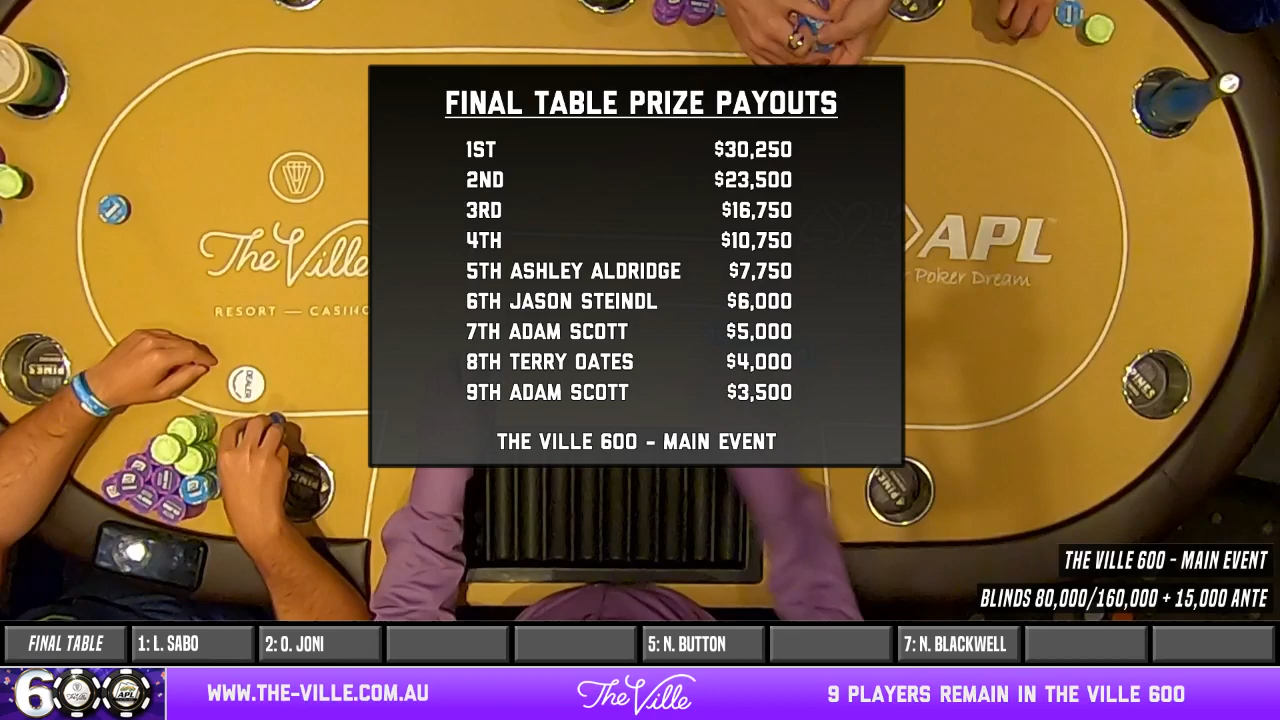 FINAL TABLE PRIZE PAYOUTS
1ST $30,250
2ND $23,500
3RD $16,750
4TH $10,750
5TH ASHLEY ALDRIDGE $7,750
6TH JASON STEINDL $6,000
7TH ADAM SCOTT $5,000
8TH TERRY OATES $4,000
9TH ADAM SCOTT $3,500
THE VILLE 600 - MAIN EVENT
The Ville
RESORT — CASINO
APL
Poker Dream
DEALER
PINES
PINES
THE VILLE 600 - MAIN EVENT
BLINDS 80,000/160,000 + 15,000 ANTE
FINAL TABLE 1: L. SABO 2: O. JONI 5: N. BUTTON 7: N. BLACKWELL
600
WWW.THE-VILLE.COM.AU The Ville 9 PLAYERS REMAIN IN THE VILLE 600